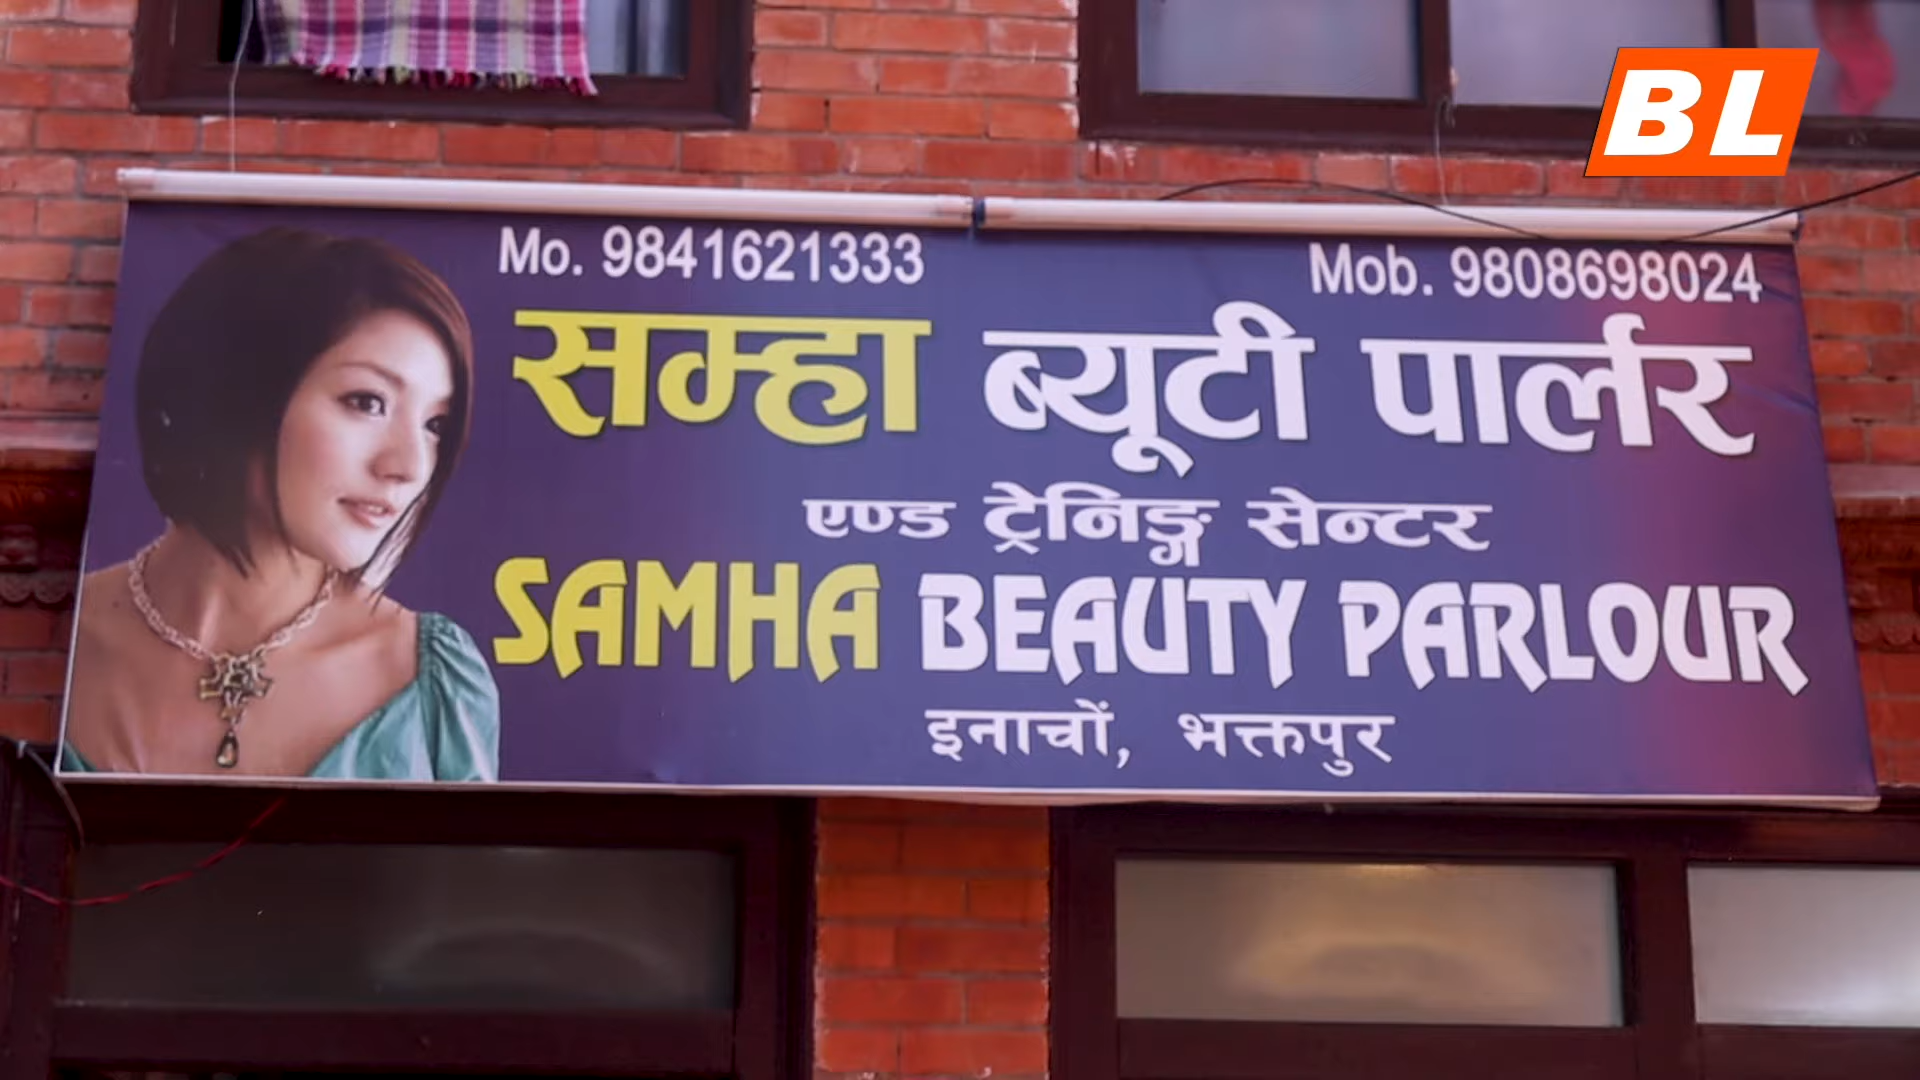 BL
Mo. 9841621333 Mob. 9808698024
सम्हा ब्यूटी पार्लर
एण्ड ट्रेनिङ्ग सेन्टर
SAMHA BEAUTY PARLOUR
इनाचों, भक्तपुर